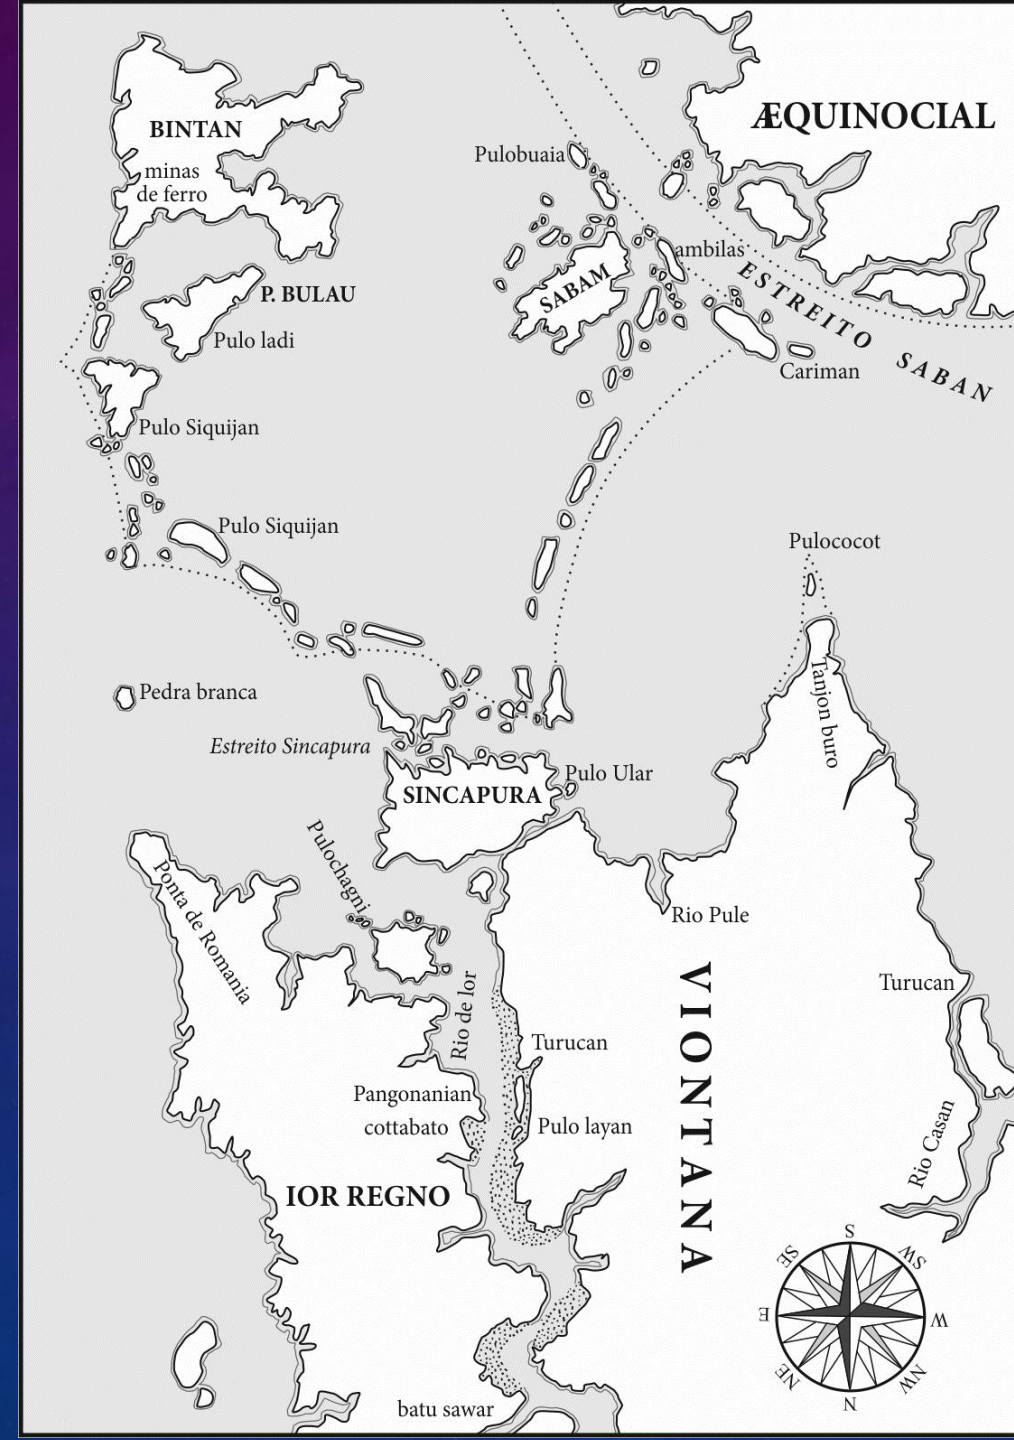 BINTAN
minas
de ferro
Pulobuaia
ÆQUINOCIAL
ambilas
SABAM
P. BULAU
Pulo ladi
ESTREITO SABAN
Cariman
Pulo Siquijan
Pulo Siquijan
Pulococot
Tanjon buro
Pedra branca
Estreito Sincapura
SINCAPURA
Pulo Ular
Pulochagni
Ponta de Romania
Rio Pule
VIONTANA
Turucan
Rio de Ior
Turucan
Pangonanian
cottabato
Pulo layan
Rio Casan
IOR REGNO
S
SE
SW
E
W
NE
NW
N
batu sawar